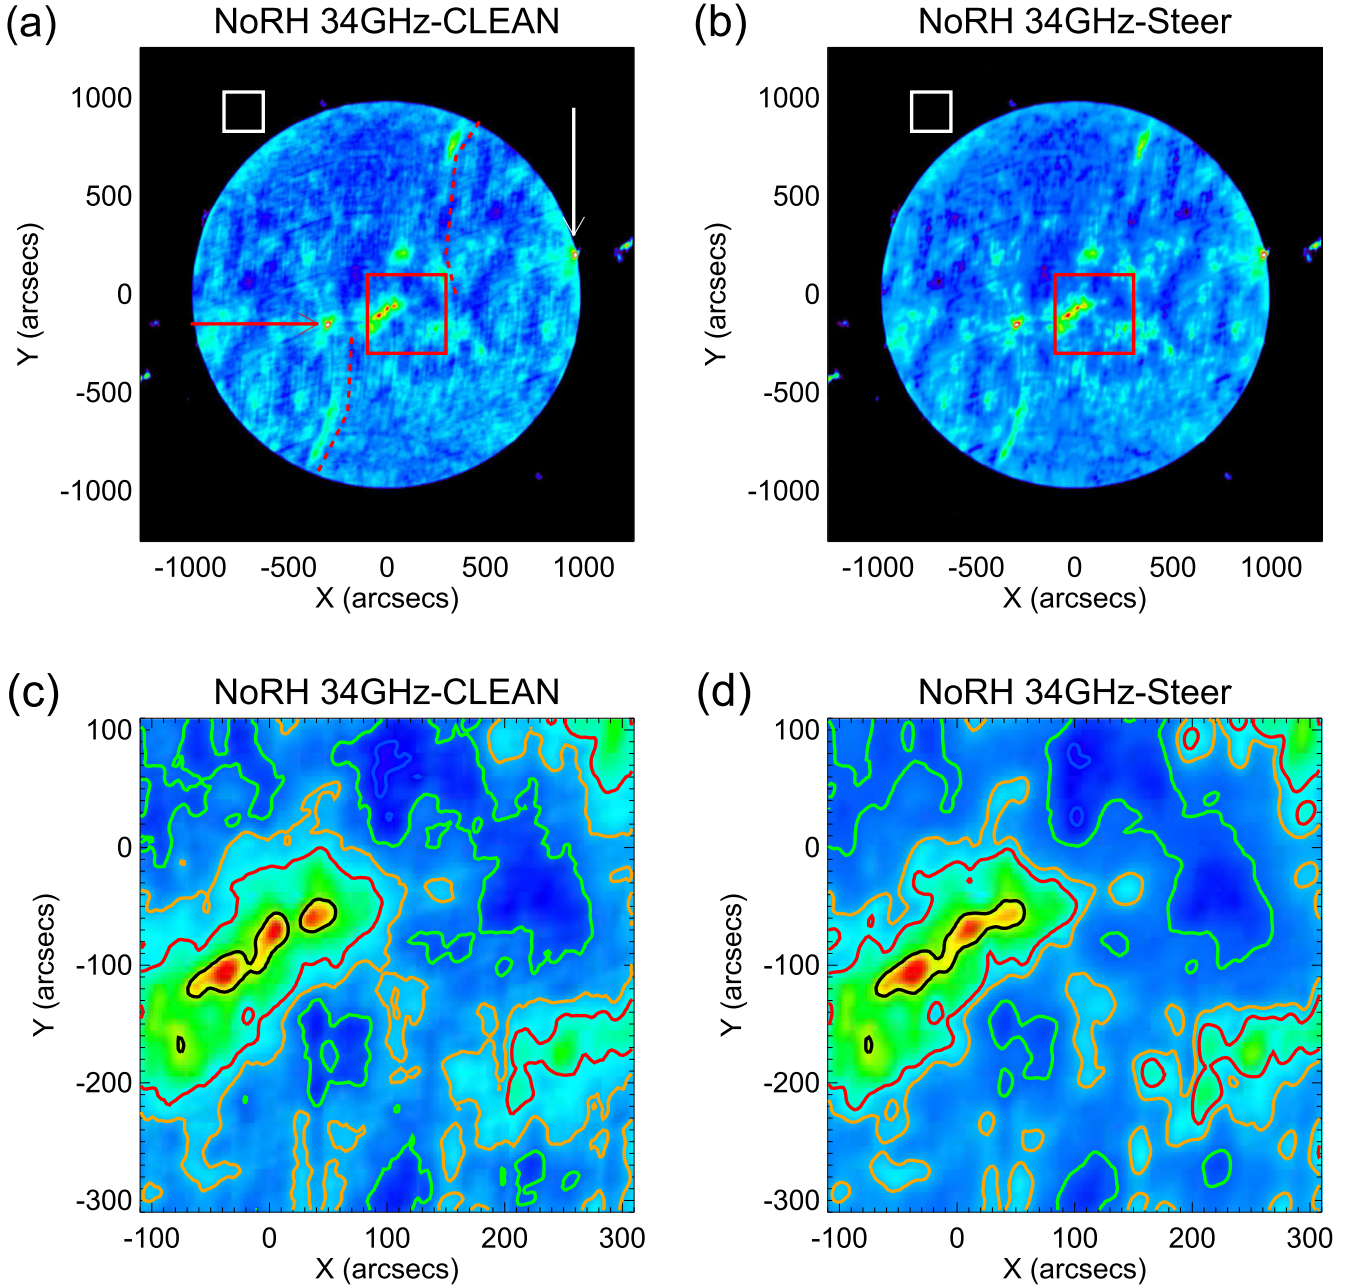 (a) NoRH 34GHz-CLEAN
1000
500
0
-500
-1000
Y (arcsecs)
-1000 -500 0 500 1000
X (arcsecs)
(b) NoRH 34GHz-Steer
1000
500
0
-500
-1000
Y (arcsecs)
-1000 -500 0 500 1000
X (arcsecs)
(c) NoRH 34GHz-CLEAN
100
0
-100
-200
-300
Y (arcsecs)
-100 0 100 200 300
X (arcsecs)
(d) NoRH 34GHz-Steer
100
0
-100
-200
-300
Y (arcsecs)
-100 0 100 200 300
X (arcsecs)